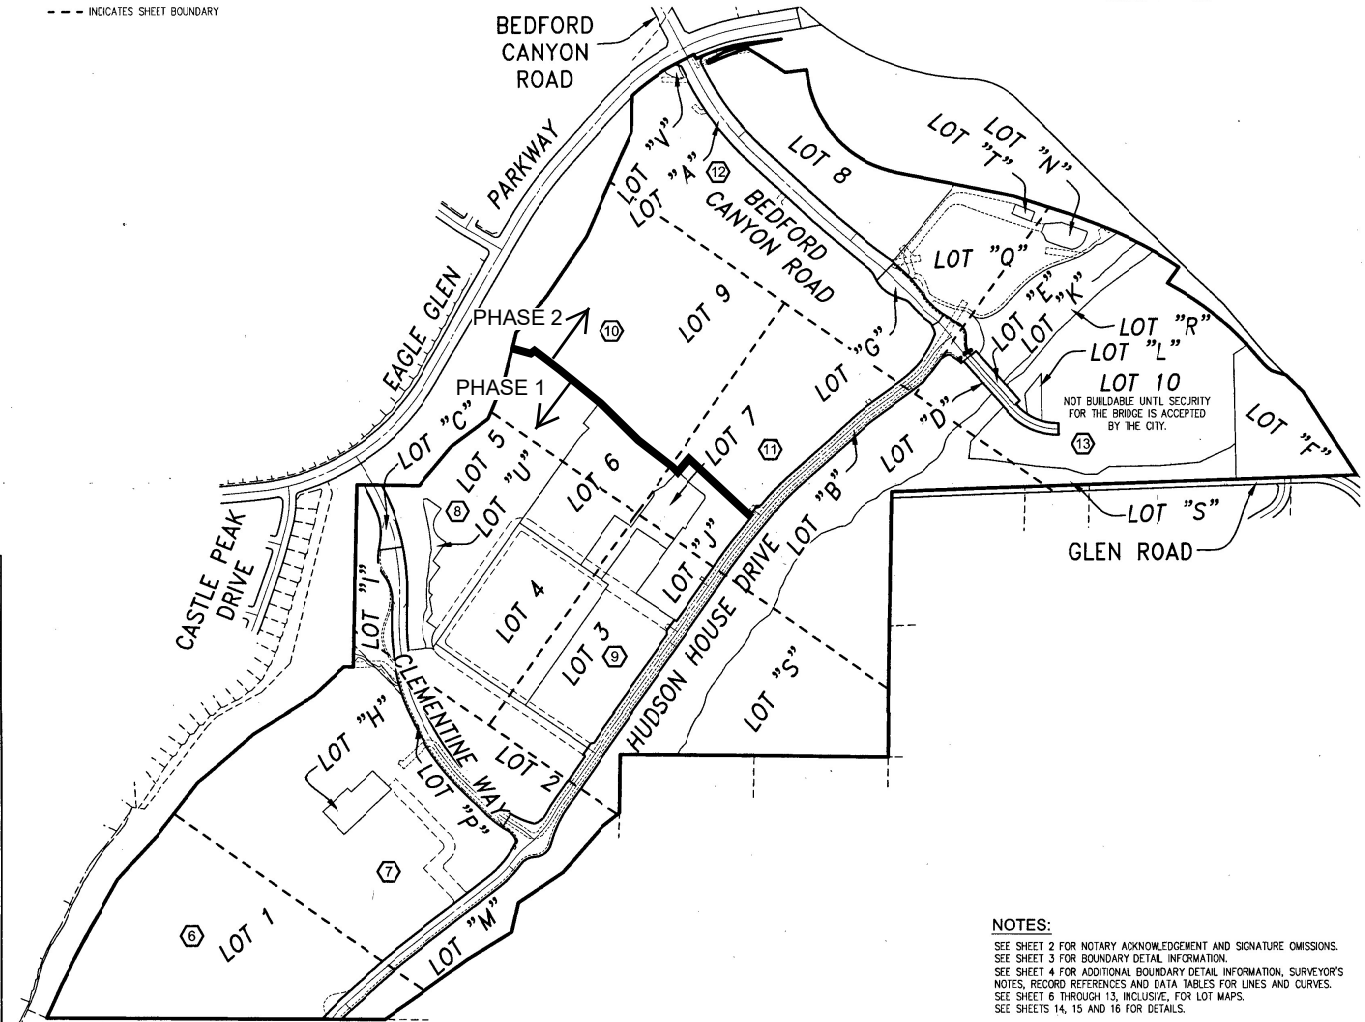 --- INDICATES SHEET BOUNDARY
BEDFORD
CANYON
ROAD
PARKWAY
EAGLE GLEN
LOT "V"
LOT "A"
12
BEDFORD
CANYON ROAD
LOT 8
LOT "T"
LOT "N"
LOT "Q"
LOT "E"
LOT "K"
LOT "R"
LOT "L"
LOT 10
NOT BUILDABLE UNTL SECURITY
FOR THE BRIDGE IS ACCEPTED
BY THE CITY.
13
LOT "F"
LOT "S"
GLEN ROAD
LOT 9
10
PHASE 2
PHASE 1
LOT "G"
LOT 7
11
LOT "D"
LOT "B"
LOT "C"
LOT 5
LOT "U"
8
LOT 6
LOT "J"
CASTLE PEAK
DRIVE
LOT "I"
LOT 4
LOT 3
9
HUDSON HOUSE DRIVE
LOT "S"
CLEMENTINE WAY
LOT "H"
LOT 2
LOT "P"
7
LOT 1
6
LOT "M"
NOTES:
SEE SHEET 2 FOR NOTARY ACKNOWLEDGEMENT AND SIGNATURE OMISSIONS.
SEE SHEET 3 FOR BOUNDARY DETAIL INFORMATION.
SEE SHEET 4 FOR ADDITIONAL BOUNDARY DETAIL INFORMATION, SURVEYOR'S
NOTES, RECORD REFERENCES AND DATA TABLES FOR LINES AND CURVES.
SEE SHEET 6 THROUGH 13, INCLUSIVE, FOR LOT MAPS.
SEE SHEETS 14, 15 AND 16 FOR DETAILS.